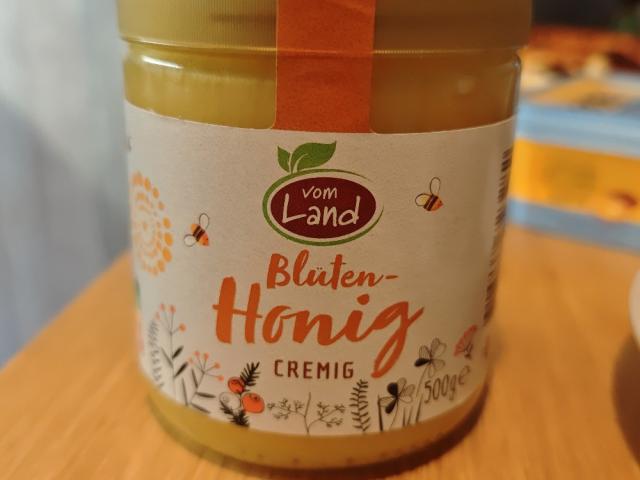 vom
Land
Blüten-
Honig
CREMIG
500g℮